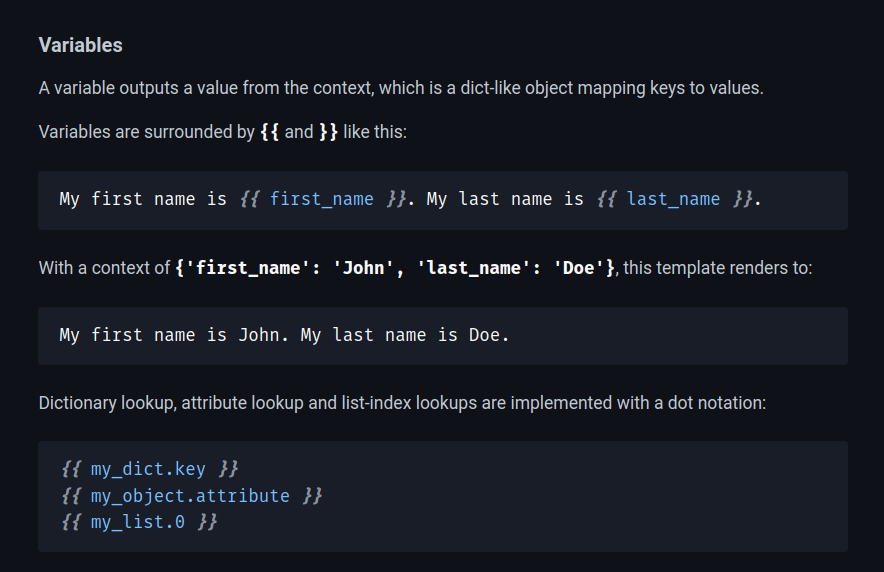 Variables
A variable outputs a value from the context, which is a dict-like object mapping keys to values.
Variables are surrounded by {{ and }} like this:
My first name is {{ first_name }}. My last name is {{ last_name }}.
With a context of {'first_name': 'John', 'last_name': 'Doe'}, this template renders to:
My first name is John. My last name is Doe.
Dictionary lookup, attribute lookup and list-index lookups are implemented with a dot notation:
{{ my_dict.key }}
{{ my_object.attribute }}
{{ my_list.0 }}